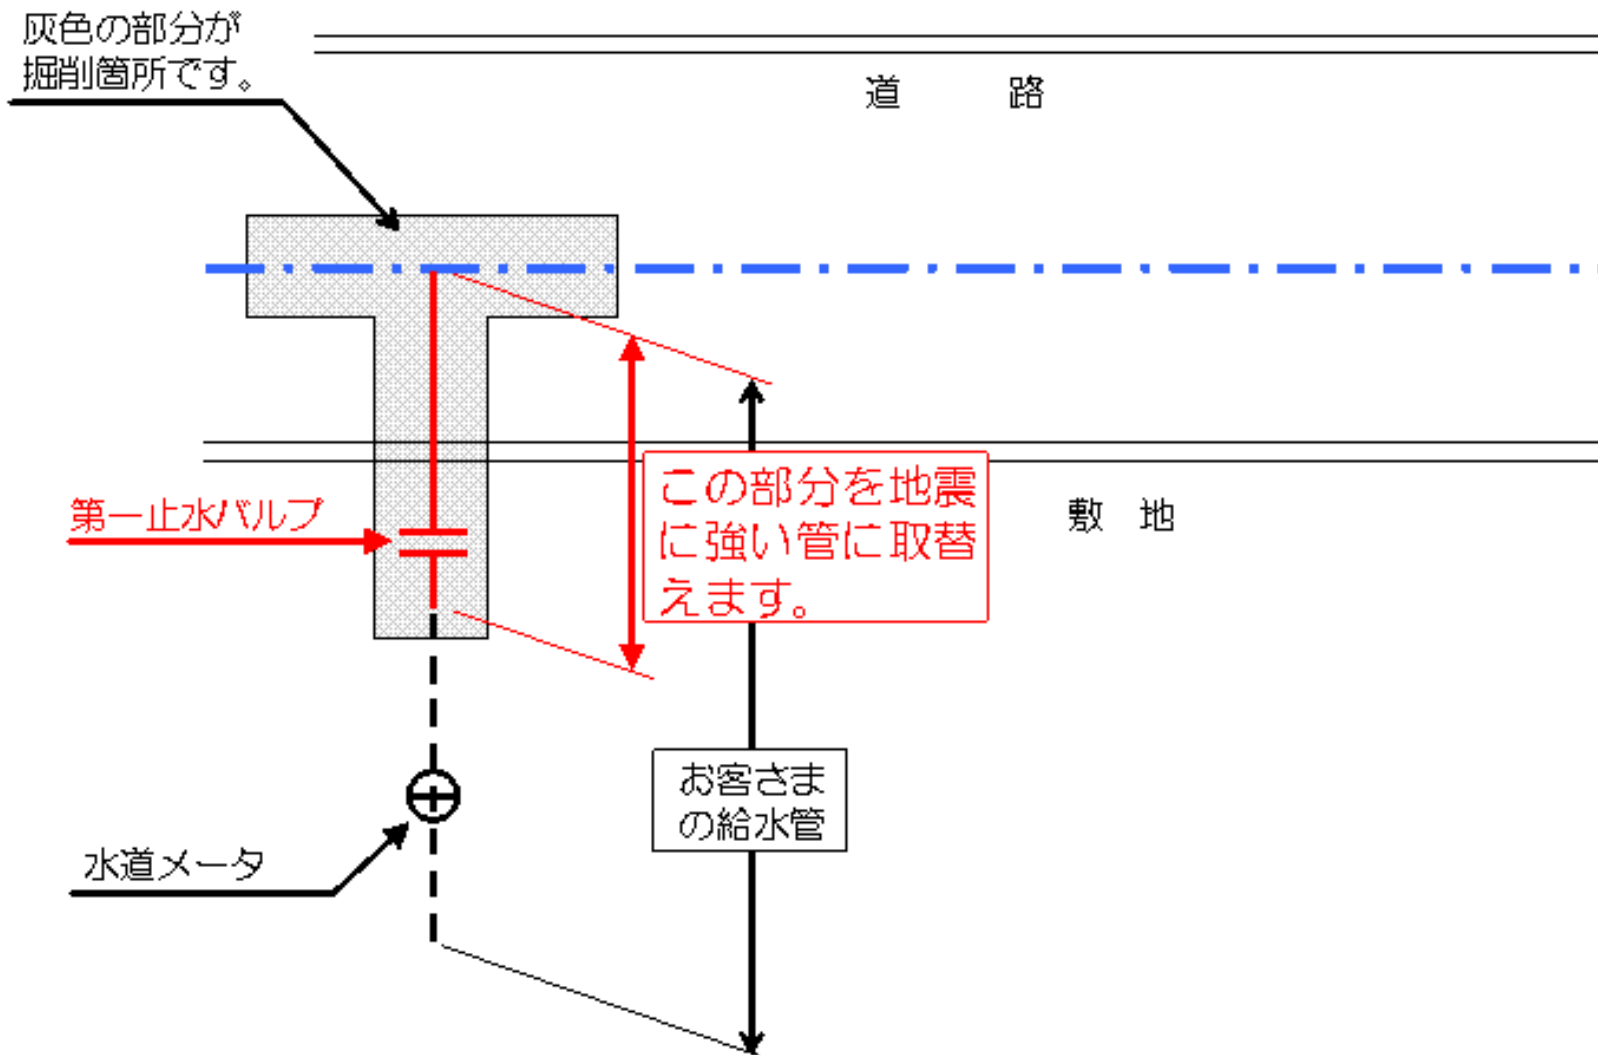 灰色の部分が
掘削箇所です。
道　　路
この部分を地震
に強い管に取替
えます。
第一止水バルブ
敷　地
お客さま
の給水管
水道メータ